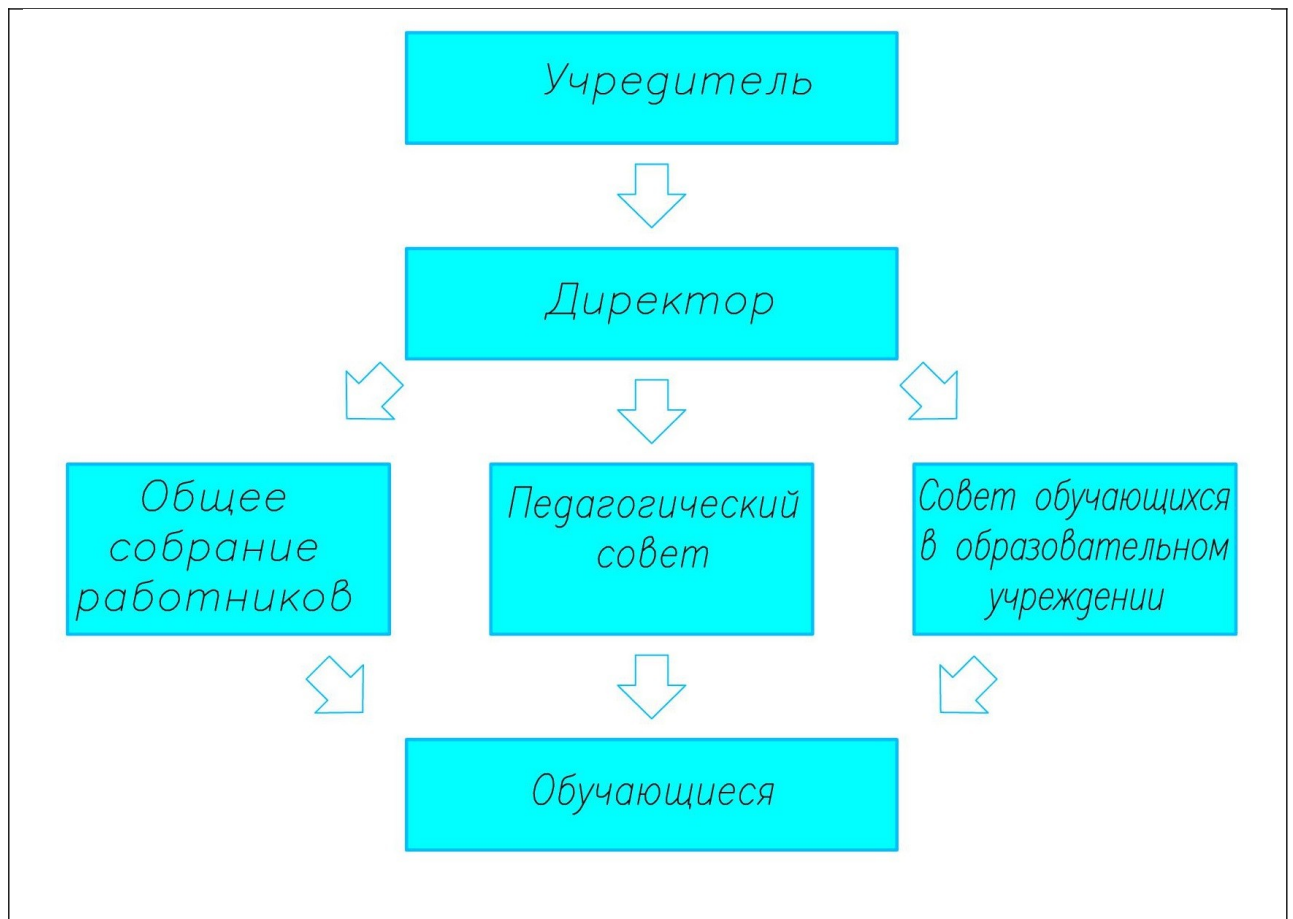 Учредитель
Директор
Общее
собрание
работников
Педагогический
совет
Совет обучающихся
в образовательном
учреждении
Обучающиеся